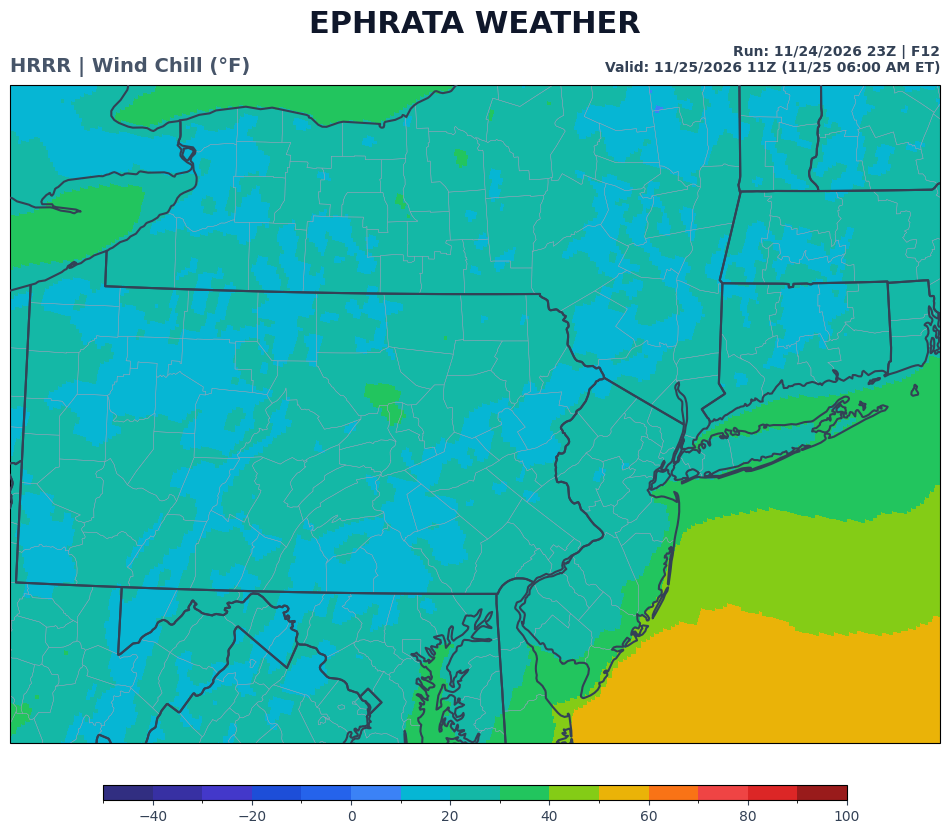 EPHRATA WEATHER
HRRR | Wind Chill (°F)
Run: 11/24/2026 23Z | F12
Valid: 11/25/2026 11Z (11/25 06:00 AM ET)
−40 −20 0 20 40 60 80 100